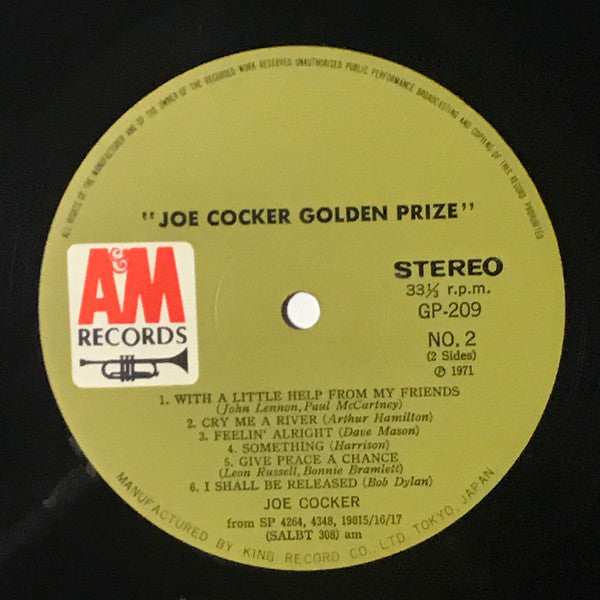 ALL RIGHTS OF THE MANUFACTURER AND OF THE OWNER OF THE RECORDED WORK RESERVED UNAUTHORISED PUBLIC PERFORMANCE BROADCASTING AND COPYING OF THIS RECORD PROHIBITED
"JOE COCKER GOLDEN PRIZE"
A&M
RECORDS
STEREO
33⅓ r.p.m.
GP-209
NO. 2
(2 Sides)
℗ 1971
1. WITH A LITTLE HELP FROM MY FRIENDS
(John Lennon, Paul McCartney)
2. CRY ME A RIVER (Arthur Hamilton)
3. FEELIN' ALRIGHT (Dave Mason)
4. SOMETHING (Harrison)
5. GIVE PEACE A CHANCE
(Leon Russell, Bonnie Bramlett)
6. I SHALL BE RELEASED (Bob Dylan)
JOE COCKER
from SP 4264, 4348, 19015/16/17
(SALBT 308) am
MANUFACTURED BY KING RECORD CO., LTD. TOKYO, JAPAN